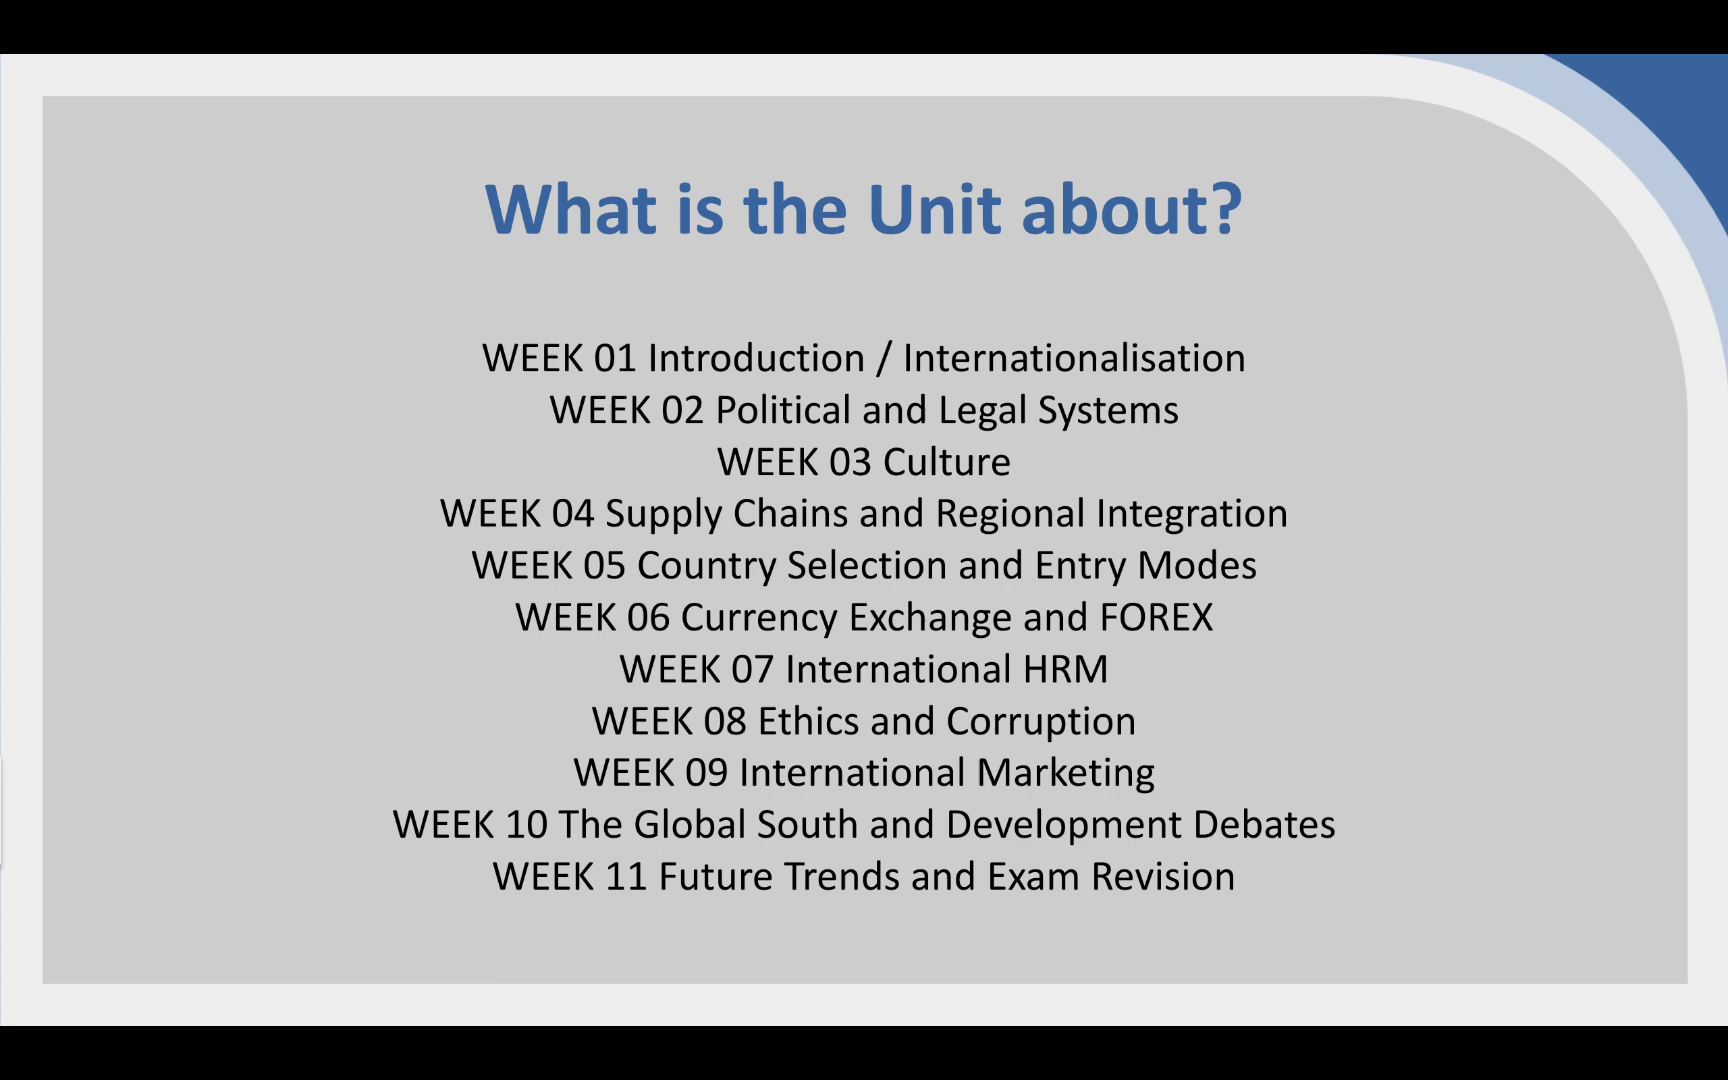 What is the Unit about?
WEEK 01 Introduction / Internationalisation
WEEK 02 Political and Legal Systems
WEEK 03 Culture
WEEK 04 Supply Chains and Regional Integration
WEEK 05 Country Selection and Entry Modes
WEEK 06 Currency Exchange and FOREX
WEEK 07 International HRM
WEEK 08 Ethics and Corruption
WEEK 09 International Marketing
WEEK 10 The Global South and Development Debates
WEEK 11 Future Trends and Exam Revision